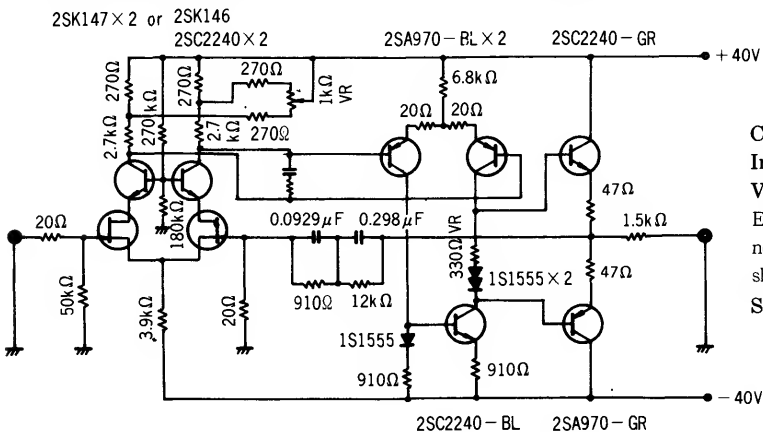 2SK147×2 or 2SK146
2SC2240×2
2SA970-BL×2
2SC2240-GR
+40V
270Ω
270kΩ
270Ω
270Ω
1kΩ
VR
270Ω
2.7kΩ
2.7
kΩ
6.8kΩ
20Ω
20Ω
47Ω
1.5kΩ
47Ω
20Ω
50kΩ
180kΩ
3.9kΩ
20Ω
0.0929μF
0.298μF
910Ω
12kΩ
330Ω VR
1S1555×2
1S1555
910Ω
910Ω
-40V
2SC2240-BL
2SA970-GR
C
In
V
E
n
sl
S